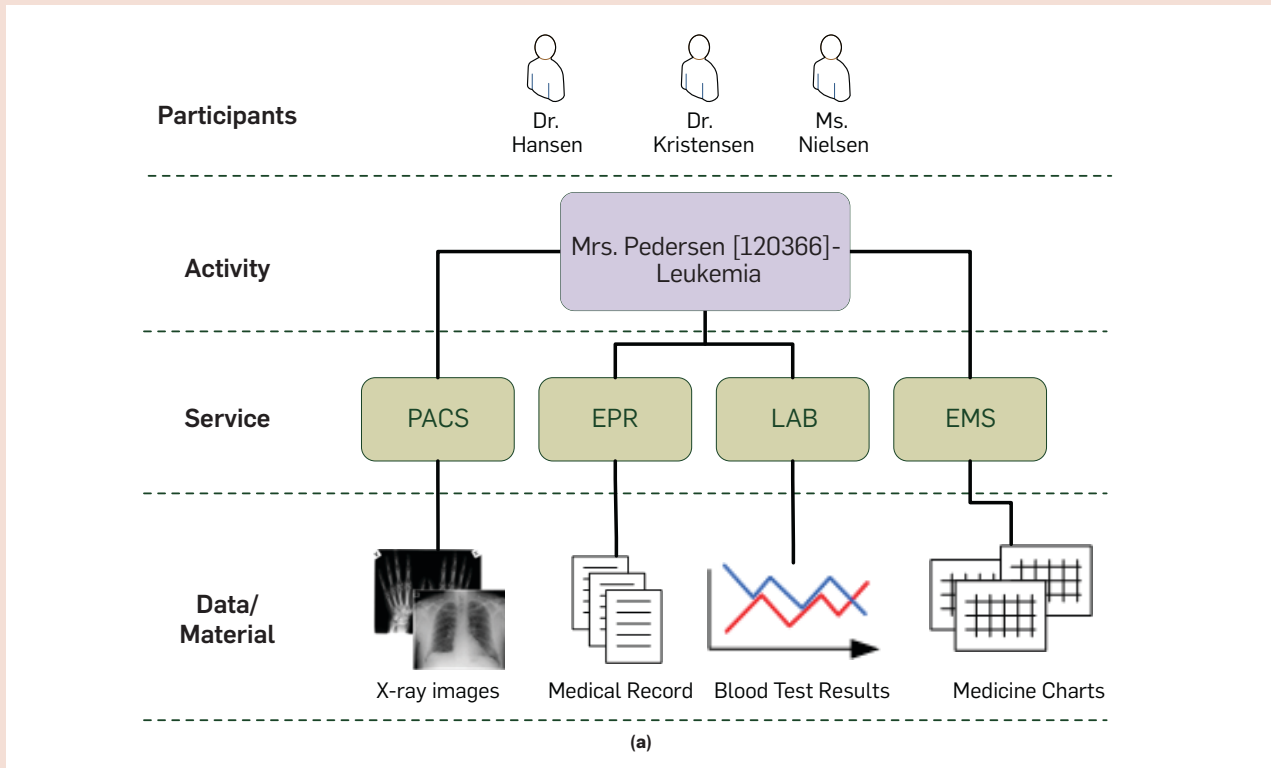 Participants
Dr.
Hansen
Dr.
Kristensen
Ms.
Nielsen
Activity
Mrs. Pedersen [120366]-
Leukemia
Service
PACS
EPR
LAB
EMS
Data/
Material
X-ray images
Medical Record
Blood Test Results
Medicine Charts
(a)